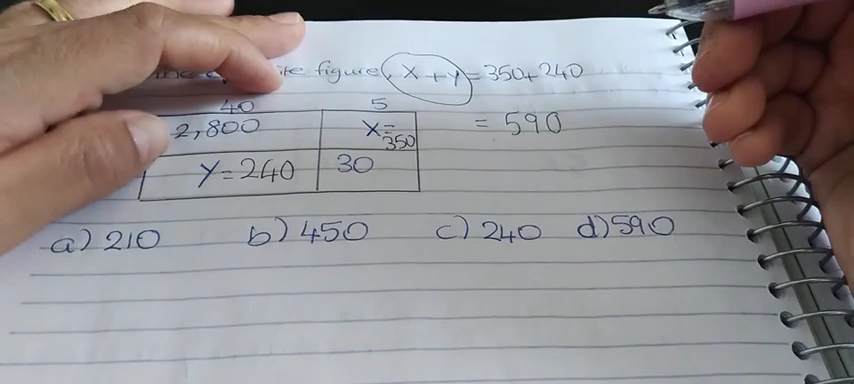 figure, x + y = 350+240
40 5
2,800 x= 350 = 590
y = 240 30
a) 210 b) 450 c) 240 d) 590